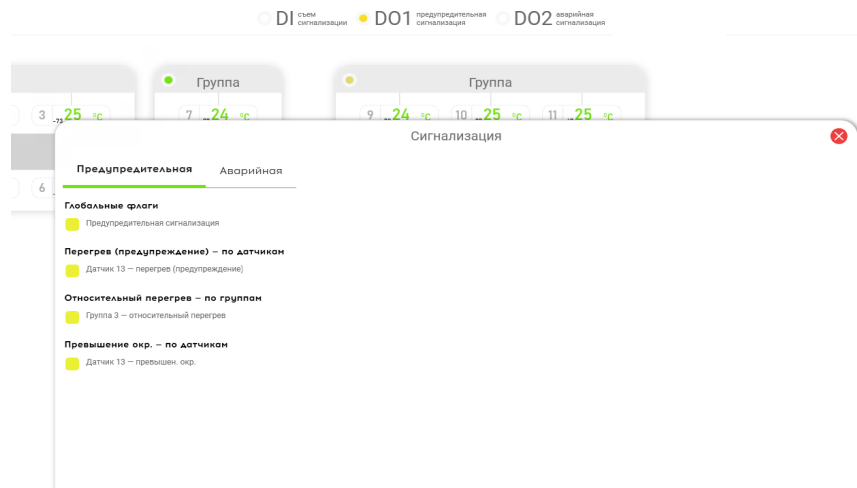 DI съем сигнализации DO1 предупредительная сигнализация DO2 аварийная сигнализация
Группа Группа
3 -73 25 °C 7 24 °C 9 24 °C 10 25 °C 11 25 °C
6
Сигнализация
Предупредительная Аварийная
Глобальные флаги
Предупредительная сигнализация
Перегрев (предупреждение) – по датчикам
Датчик 13 — перегрев (предупреждение)
Относительный перегрев – по группам
Группа 3 — относительный перегрев
Превышение окр. – по датчикам
Датчик 13 — превышен. окр.